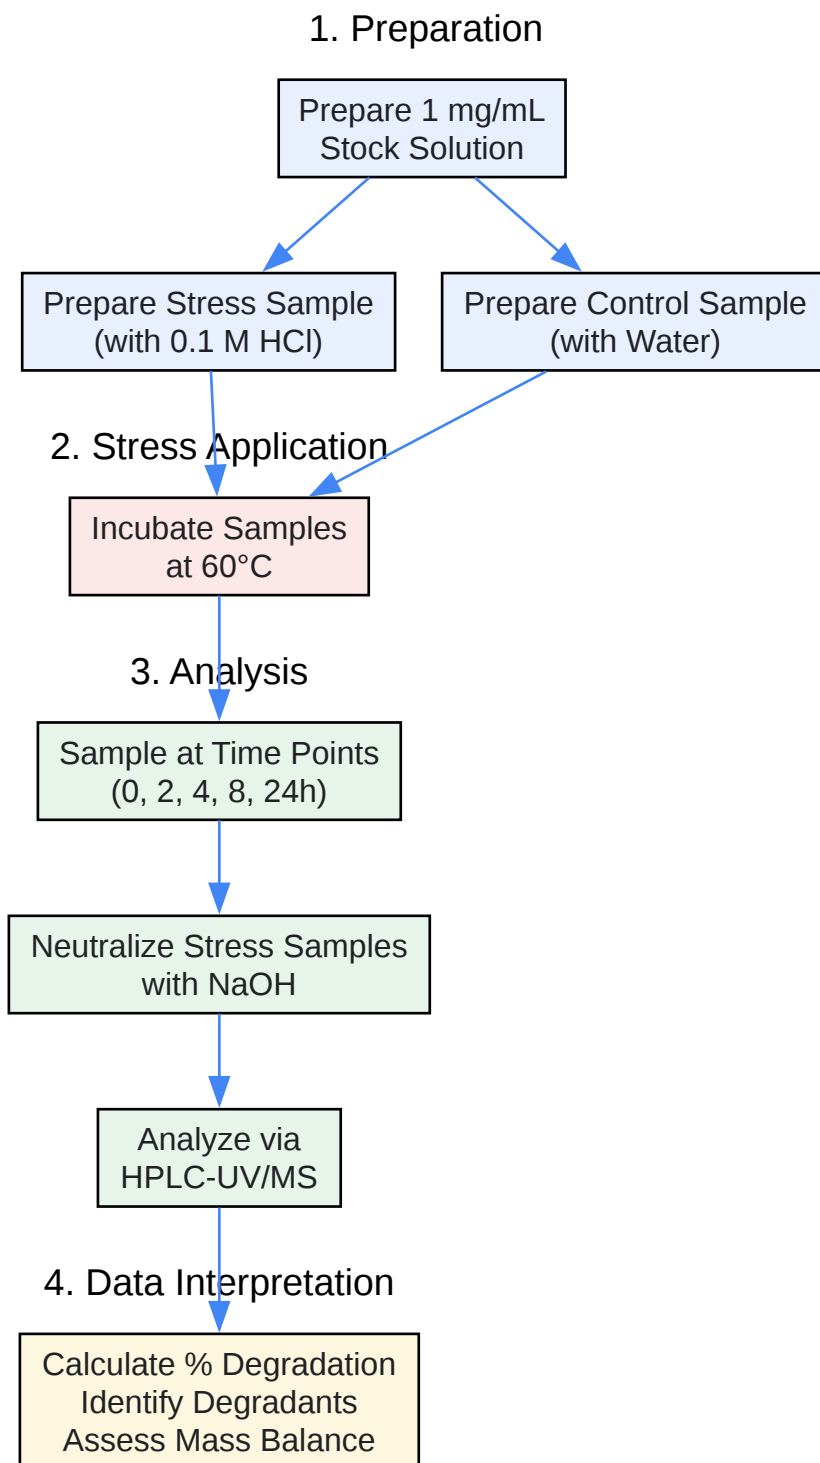 1. Preparation
Prepare 1 mg/mL
Stock Solution
Prepare Stress Sample
(with 0.1 M HCl)
Prepare Control Sample
(with Water)
2. Stress Application
Incubate Samples
at 60°C
3. Analysis
Sample at Time Points
(0, 2, 4, 8, 24h)
Neutralize Stress Samples
with NaOH
Analyze via
HPLC-UV/MS
4. Data Interpretation
Calculate % Degradation
Identify Degradants
Assess Mass Balance